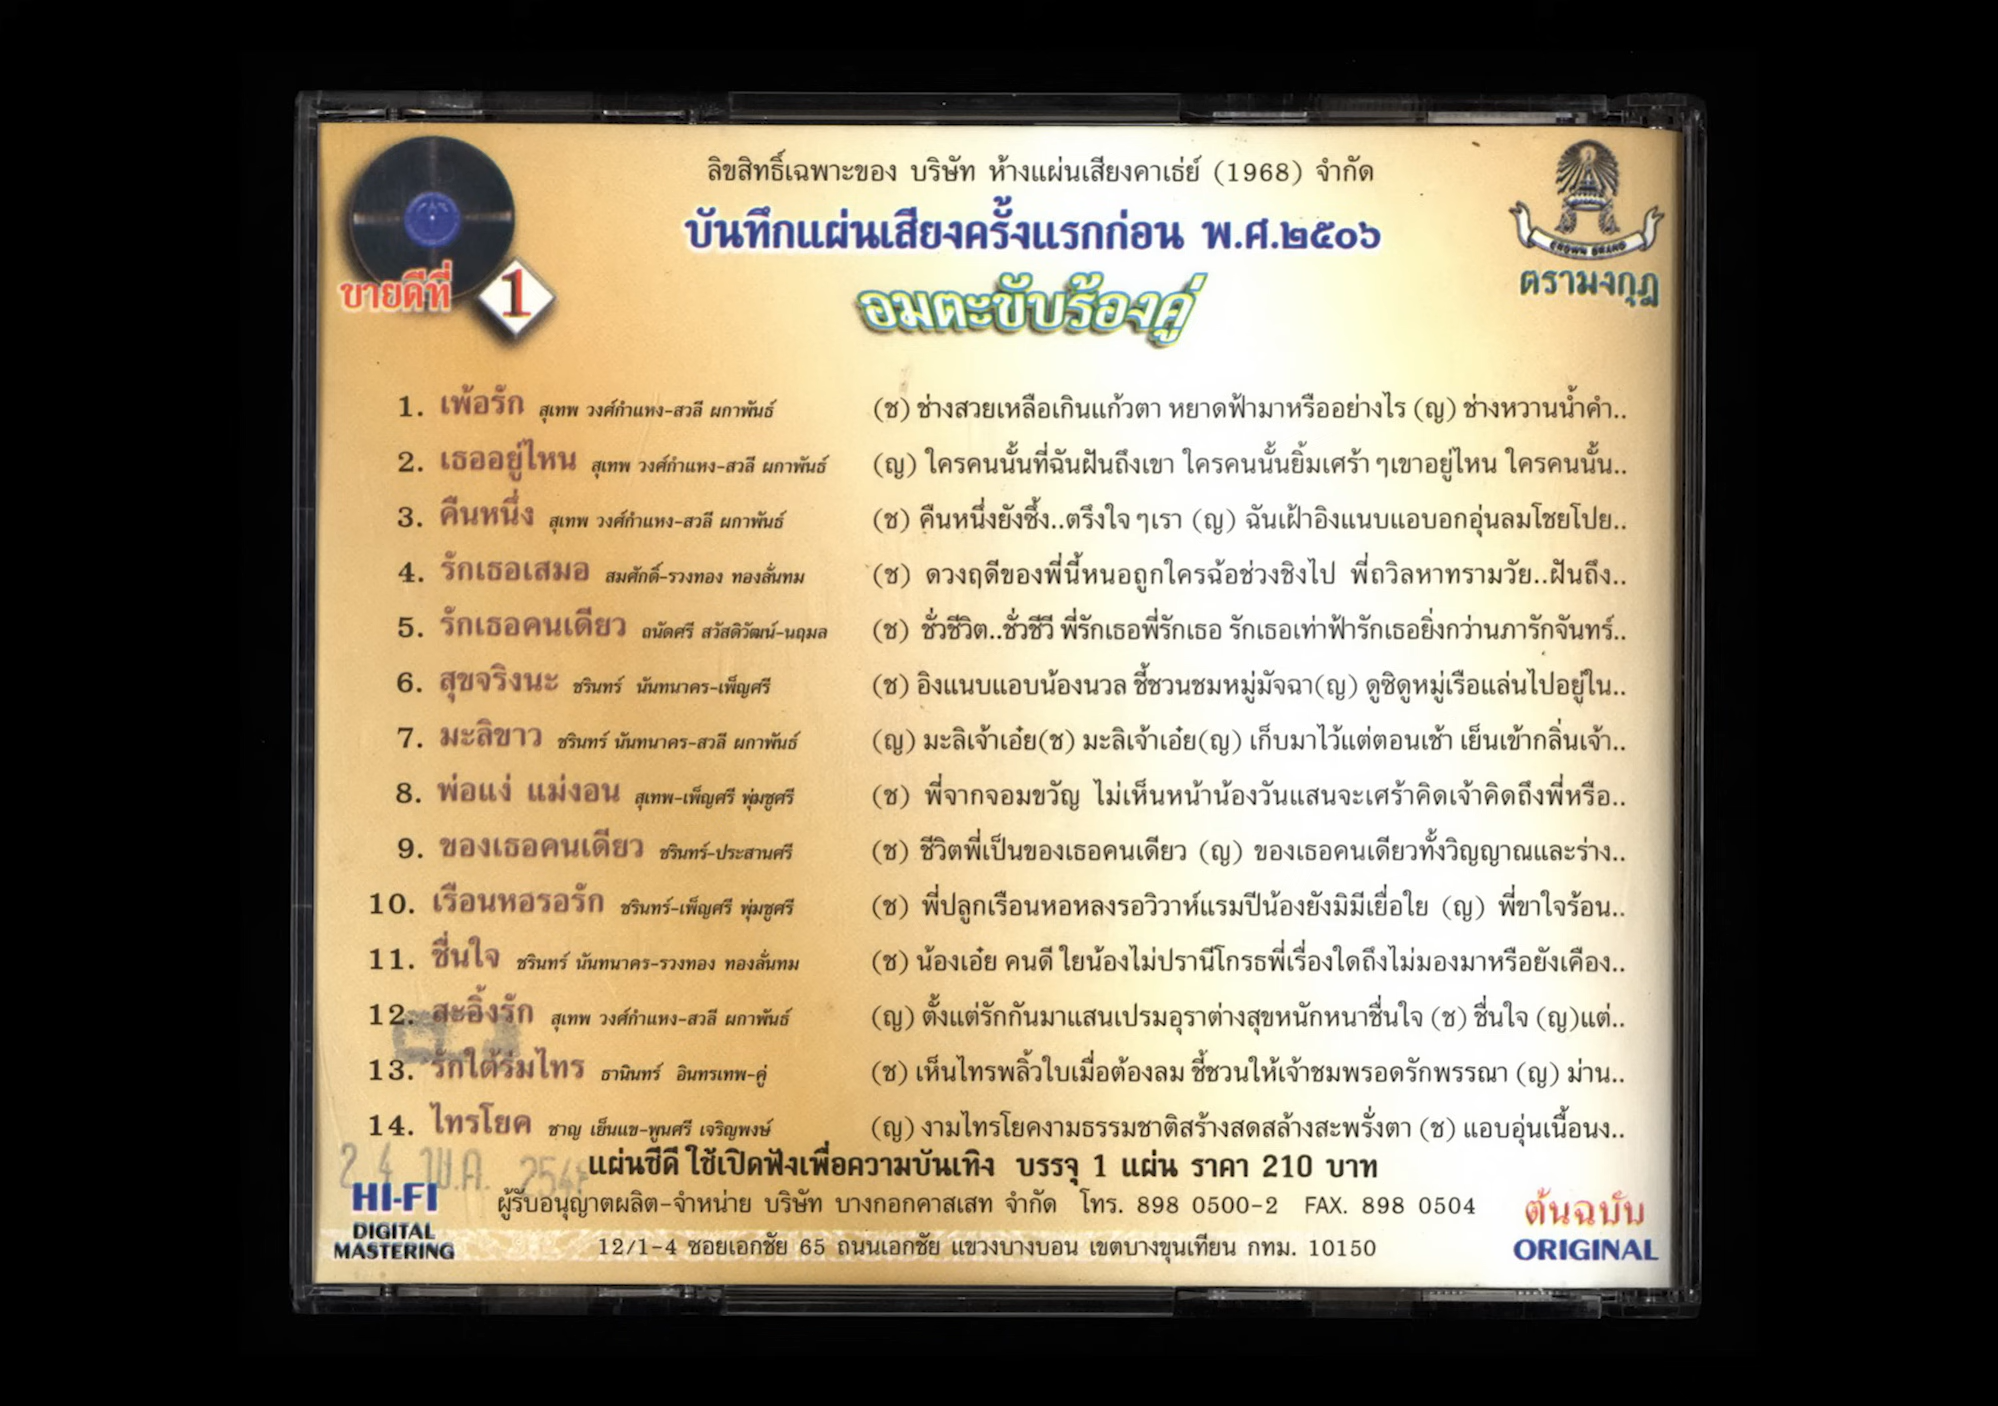 ลิขสิทธิ์เฉพาะของ บริษัท ห้างแผ่นเสียงคาเธ่ย์ (1968) จำกัด
บันทึกแผ่นเสียงครั้งแรกก่อน พ.ศ.๒๕๐๖
ขายดีที่ 1
อมตะขับร้องคู่
CROWN BRAND
ตรามงกุฎ
1. เพ้อรัก สุเทพ วงศ์กำแหง-สวลี ผกาพันธ์ (ช) ช่างสวยเหลือเกินแก้วตา หยาดฟ้ามาหรืออย่างไร (ญ) ช่างหวานน้ำคำ..
2. เธออยู่ไหน สุเทพ วงศ์กำแหง-สวลี ผกาพันธ์ (ญ) ใครคนนั้นที่ฉันฝันถึงเขา ใครคนนั้นยิ้มเศร้า ๆเขาอยู่ไหน ใครคนนั้น..
3. คืนหนึ่ง สุเทพ วงศ์กำแหง-สวลี ผกาพันธ์ (ช) คืนหนึ่งยังซึ้ง..ตรึงใจ ๆเรา (ญ) ฉันเฝ้าอิงแนบแอบอกอุ่นลมโชยโปย..
4. รักเธอเสมอ สมศักดิ์-รวงทอง ทองลั่นทม (ช) ดวงฤดีของพี่นี้หนอถูกใครฉ้อช่วงชิงไป พี่ถวิลหาทรามวัย..ฝันถึง..
5. รักเธอคนเดียว ถนัดศรี สวัสดิวัฒน์-นฤมล (ช) ชั่วชีวิต..ชั่วชีวี พี่รักเธอพี่รักเธอ รักเธอเท่าฟ้ารักเธอยิ่งกว่านภารักจันทร์..
6. สุขจริงนะ ชรินทร์ นันทนาคร-เพ็ญศรี (ช) อิงแนบแอบน้องนวล ชี้ชวนชมหมู่มัจฉา(ญ) ดูซิดูหมู่เรือแล่นไปอยู่ใน..
7. มะลิขาว ชรินทร์ นันทนาคร-สวลี ผกาพันธ์ (ญ) มะลิเจ้าเอ๋ย(ช) มะลิเจ้าเอ๋ย(ญ) เก็บมาไว้แต่ตอนเช้า เย็นเข้ากลิ่นเจ้า..
8. พ่อแง่ แม่งอน สุเทพ-เพ็ญศรี พุ่มชูศรี (ช) พี่จากจอมขวัญ ไม่เห็นหน้าน้องวันแสนจะเศร้าคิดเจ้าคิดถึงพี่หรือ..
9. ของเธอคนเดียว ชรินทร์-ประสานศรี (ช) ชีวิตพี่เป็นของเธอคนเดียว (ญ) ของเธอคนเดียวทั้งวิญญาณและร่าง..
10. เรือนหอรอรัก ชรินทร์-เพ็ญศรี พุ่มชูศรี (ช) พี่ปลูกเรือนหอหลงรอวิวาห์แรมปีน้องยังมิมีเยื่อใย (ญ) พี่ขาใจร้อน..
11. ชื่นใจ ชรินทร์ นันทนาคร-รวงทอง ทองลั่นทม (ช) น้องเอ๋ย คนดี ใยน้องไม่ปรานีโกรธพี่เรื่องใดถึงไม่มองมาหรือยังเคือง..
12. สะอิ้งรัก สุเทพ วงศ์กำแหง-สวลี ผกาพันธ์ (ญ) ตั้งแต่รักกันมาแสนเปรมอุราต่างสุขหนักหนาชื่นใจ (ช) ชื่นใจ (ญ)แต่..
13. รักใต้ร่มไทร ธานินทร์ อินทรเทพ-คู่ (ช) เห็นไทรพลิ้วใบเมื่อต้องลม ชี้ชวนให้เจ้าชมพรอดรักพรรณา (ญ) ม่าน..
14. ไทรโยค ชาญ เย็นแข-พูนศรี เจริญพงษ์ (ญ) งามไทรโยคงามธรรมชาติสร้างสดสล้างสะพรั่งตา (ช) แอบอุ่นเนื้อนง..
24 พ.ค.
แผ่นซีดี ใช้เปิดฟังเพื่อความบันเทิง บรรจุ 1 แผ่น ราคา 210 บาท
ผู้รับอนุญาตผลิต-จำหน่าย บริษัท บางกอกคาสเสท จำกัด โทร. 898 0500-2 FAX. 898 0504
12/1-4 ซอยเอกชัย 65 ถนนเอกชัย แขวงบางบอน เขตบางขุนเทียน กทม. 10150
HI-FI
DIGITAL
MASTERING
ต้นฉบับ
ORIGINAL